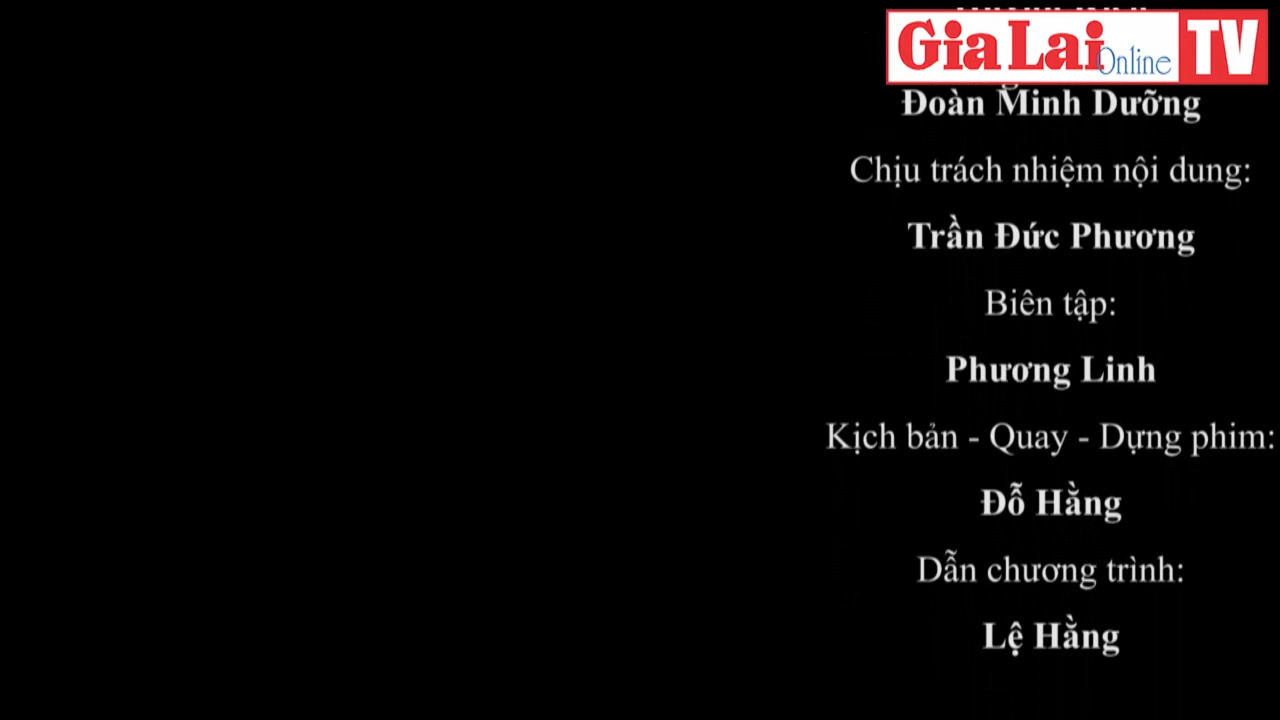 Gia Lai Online TV
Đoàn Minh Dưỡng
Chịu trách nhiệm nội dung:
Trần Đức Phương
Biên tập:
Phương Linh
Kịch bản - Quay - Dựng phim:
Đỗ Hằng
Dẫn chương trình:
Lệ Hằng